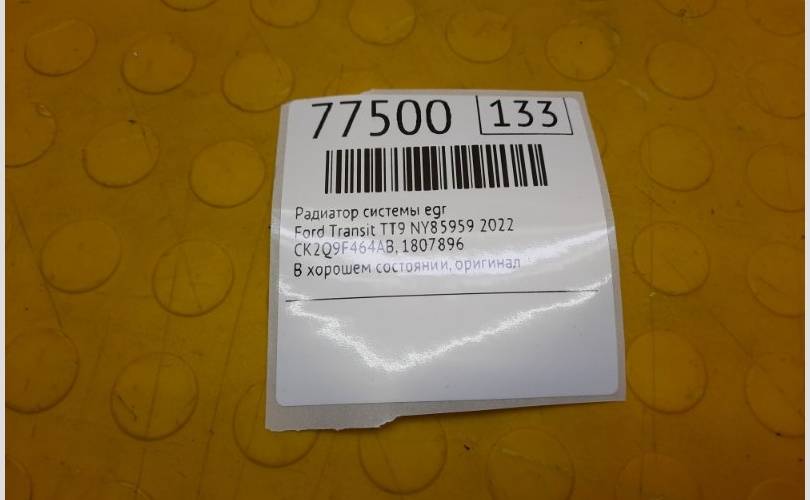 77500 133
Радиатор системы egr
Ford Transit TT9 NY85959 2022
CK2Q9F464AB, 1807896
В хорошем состоянии, оригинал